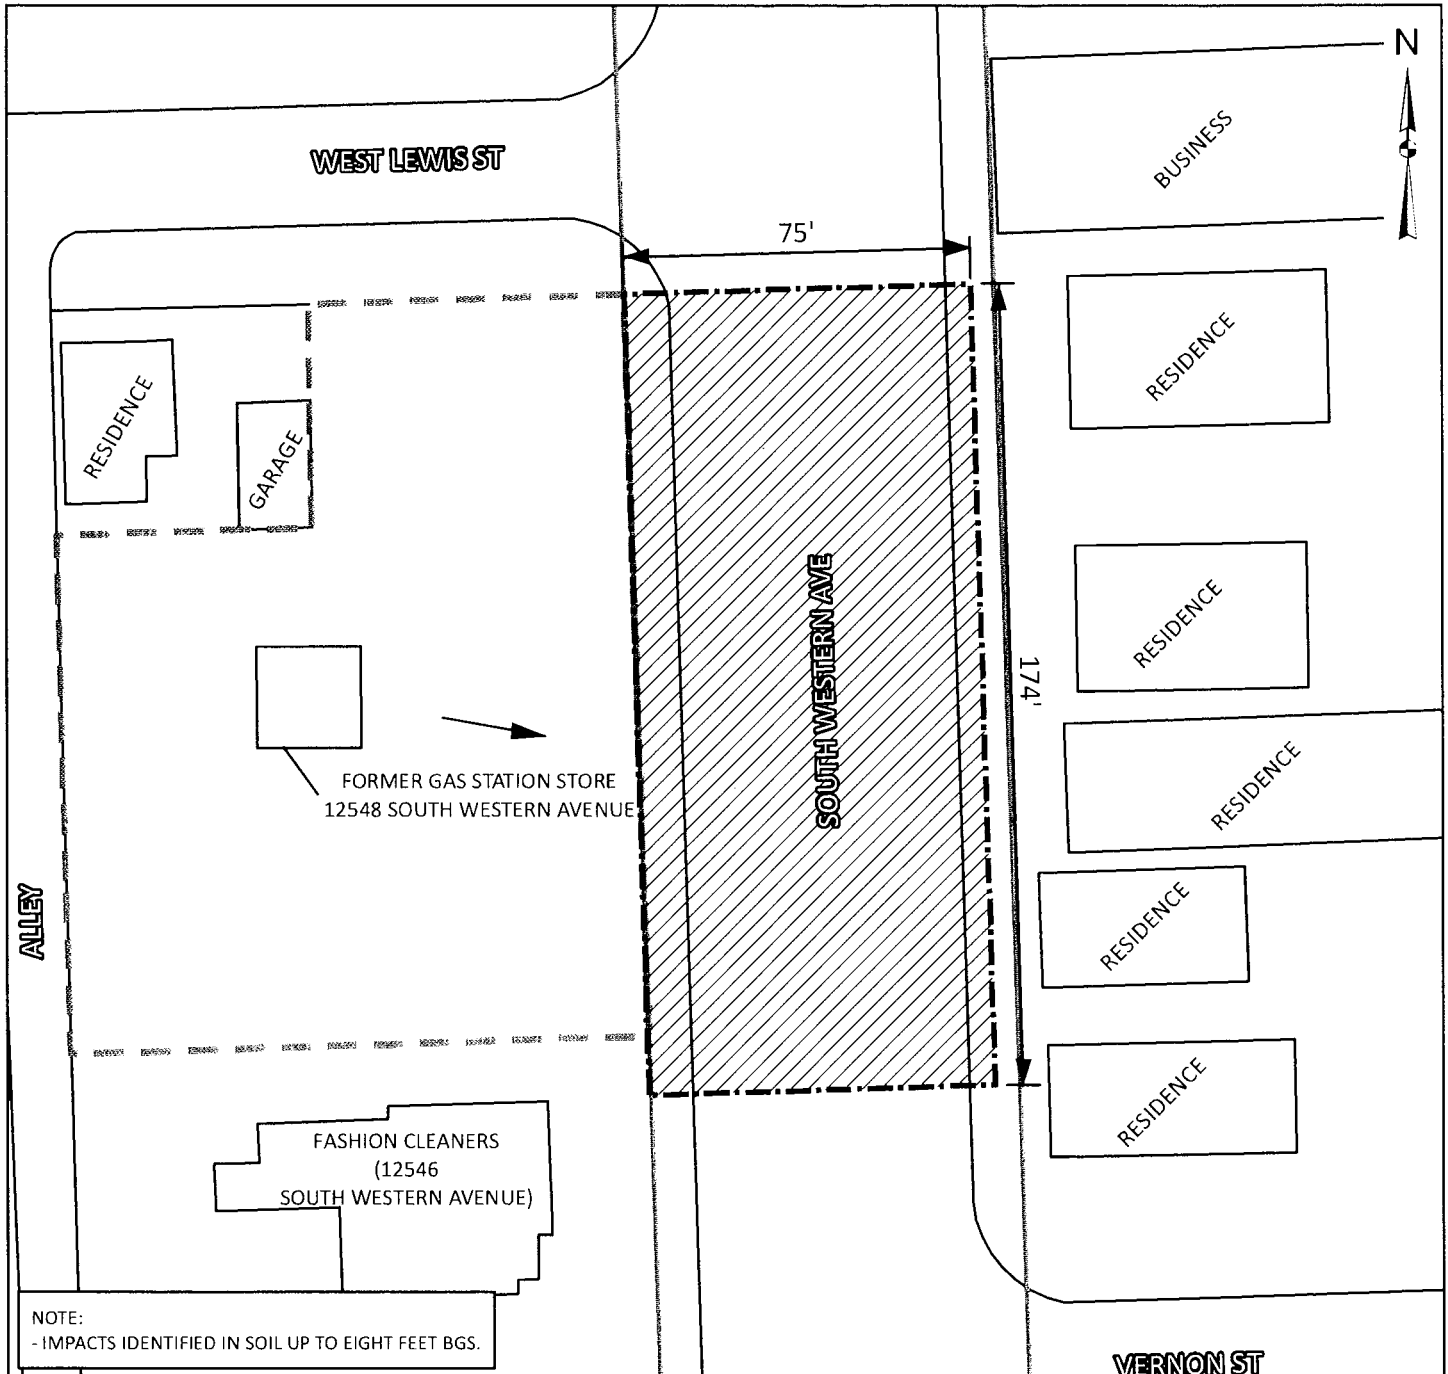 N
WEST LEWIS ST
BUSINESS
75'
RESIDENCE
RESIDENCE
GARAGE
RESIDENCE
SOUTH WESTERN AVE
174'
FORMER GAS STATION STORE
12548 SOUTH WESTERN AVENUE
RESIDENCE
ALLEY
RESIDENCE
RESIDENCE
FASHION CLEANERS
(12546
SOUTH WESTERN AVENUE)
NOTE:
- IMPACTS IDENTIFIED IN SOIL UP TO EIGHT FEET BGS.
VERNON ST